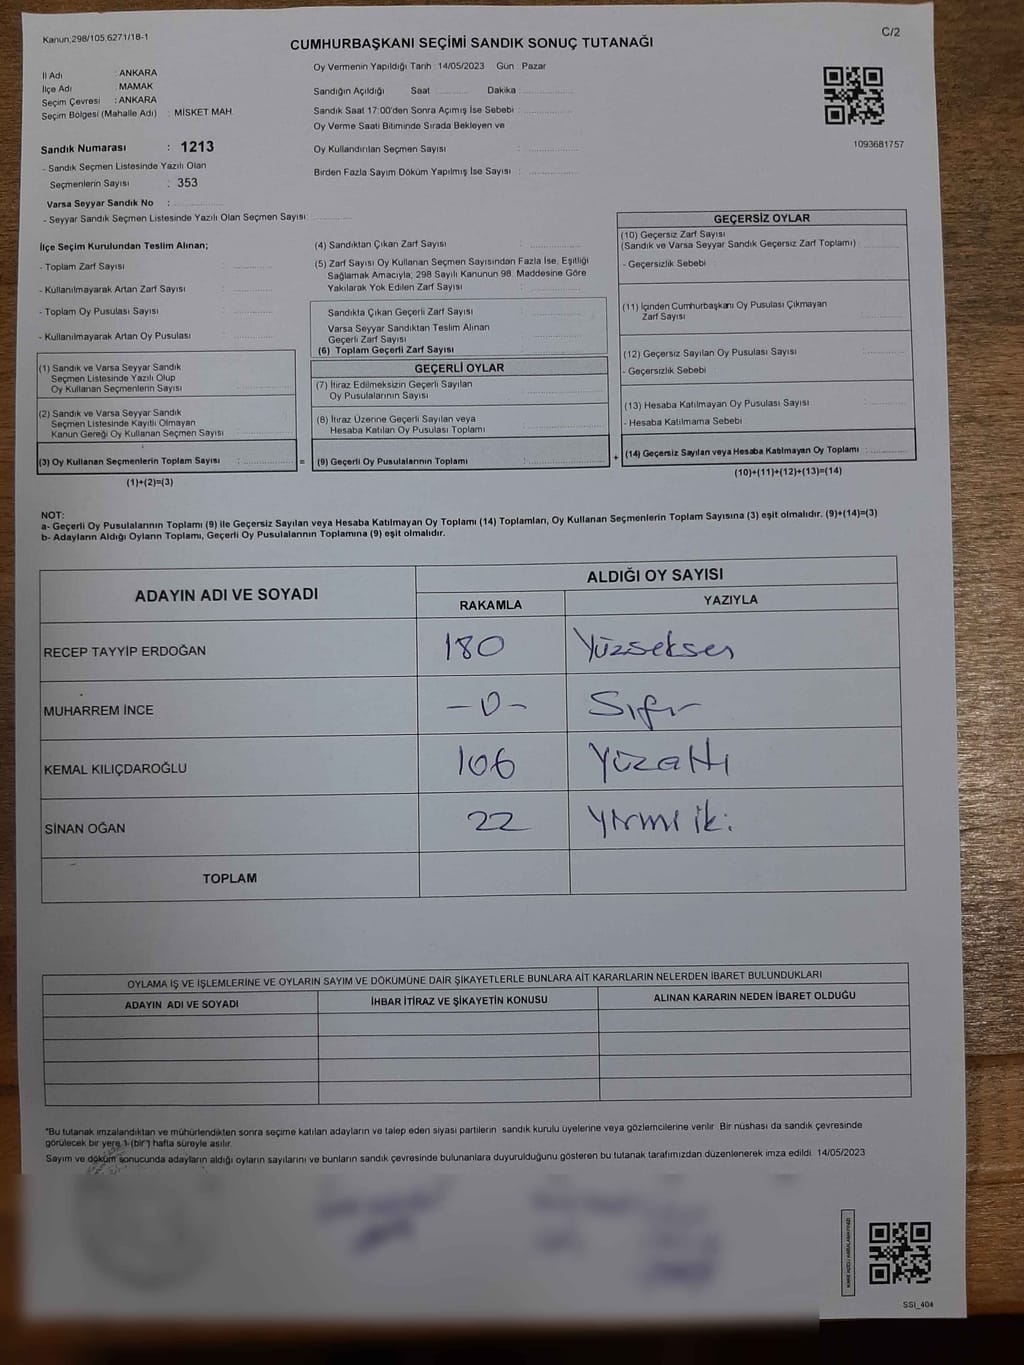 Kanun;298/105,6271/18-1
C/2
CUMHURBAŞKANI SEÇİMİ SANDIK SONUÇ TUTANAĞI
İl Adı : ANKARA
İlçe Adı : MAMAK
Seçim Çevresi : ANKARA
Seçim Bölgesi (Mahalle Adı) : MİSKET MAH.
Oy Vermenin Yapıldığı Tarih :14/05/2023 Gün :Pazar
Sandığın Açıldığı Saat : Dakika :
Sandık Saat 17:00'den Sonra Açımış İse Sebebi :
Oy Verme Saati Bitiminde Sırada Bekleyen ve
Oy Kullandırılan Seçmen Sayısı :
Birden Fazla Sayım Döküm Yapılmış İse Sayısı :
1093681757
Sandık Numarası : 1213
- Sandık Seçmen Listesinde Yazılı Olan
Seçmenlerin Sayısı : 353
Varsa Seyyar Sandık No :
- Seyyar Sandık Seçmen Listesinde Yazılı Olan Seçmen Sayısı:
İlçe Seçim Kurulundan Teslim Alınan;
- Toplam Zarf Sayısı :
- Kullanılmayarak Artan Zarf Sayısı :
- Toplam Oy Pusulası Sayısı :
- Kullanılmayarak Artan Oy Pusulası :
(1) Sandık ve Varsa Seyyar Sandık
Seçmen Listesinde Yazılı Olup
Oy Kullanan Seçmenlerin Sayısı :
(2) Sandık ve Varsa Seyyar Sandık
Seçmen Listesinde Kayıtlı Olmayan
Kanun Gereği Oy Kullanan Seçmen Sayısı :
(3) Oy Kullanan Seçmenlerin Toplam Sayısı :
(1)+(2)=(3)
(4) Sandıktan Çıkan Zarf Sayısı :
(5) Zarf Sayısı Oy Kullanan Seçmen Sayısından Fazla İse, Eşitliği
Sağlamak Amacıyla, 298 Sayılı Kanunun 98. Maddesine Göre
Yakılarak Yok Edilen Zarf Sayısı :
Sandıkta Çıkan Geçerli Zarf Sayısı :
Varsa Seyyar Sandıktan Teslim Alınan
Geçerli Zarf Sayısı :
(6) Toplam Geçerli Zarf Sayısı :
GEÇERLİ OYLAR
(7) İtiraz Edilmeksizin Geçerli Sayılan
Oy Pusulalarının Sayısı :
(8) İtiraz Üzerine Geçerli Sayılan veya
Hesaba Katılan Oy Pusulası Toplamı :
= (9) Geçerli Oy Pusulalarının Toplamı :
GEÇERSİZ OYLAR
(10) Geçersiz Zarf Sayısı
(Sandık ve Varsa Seyyar Sandık Geçersiz Zarf Toplamı) :
- Geçersizlik Sebebi :
(11) İçinden Cumhurbaşkanı Oy Pusulası Çıkmayan
Zarf Sayısı :
(12) Geçersiz Sayılan Oy Pusulası Sayısı :
- Geçersizlik Sebebi :
(13) Hesaba Katılmayan Oy Pusulası Sayısı :
- Hesaba Katılmama Sebebi :
+ (14) Geçersiz Sayılan veya Hesaba Katılmayan Oy Toplamı :
(10)+(11)+(12)+(13)=(14)
NOT:
a- Geçerli Oy Pusulalarının Toplamı (9) ile Geçersiz Sayılan veya Hesaba Katılmayan Oy Toplamı (14) Toplamları, Oy Kullanan Seçmenlerin Toplam Sayısına (3) eşit olmalıdır. (9)+(14)=(3)
b- Adayların Aldığı Oyların Toplamı, Geçerli Oy Pusulalarının Toplamına (9) eşit olmalıdır.
ADAYIN ADI VE SOYADI
ALDIĞI OY SAYISI
RAKAMLA YAZIYLA
RECEP TAYYİP ERDOĞAN 180 Yüzseksen
MUHARREM İNCE -0- Sıfır
KEMAL KILIÇDAROĞLU 106 Yüzaltı
SİNAN OĞAN 22 Yirmi iki
TOPLAM
OYLAMA İŞ VE İŞLEMLERİNE VE OYLARIN SAYIM VE DÖKÜMÜNE DAİR ŞİKAYETLERLE BUNLARA AİT KARARLARIN NELERDEN İBARET BULUNDUKLARI
ADAYIN ADI VE SOYADI İHBAR İTİRAZ VE ŞİKAYETİN KONUSU ALINAN KARARIN NEDEN İBARET OLDUĞU
"Bu tutanak imzalandıktan ve mühürlendikten sonra seçime katılan adayların ve talep eden siyasi partilerin sandık kurulu üyelerine veya gözlemcilerine verilir. Bir nüshası da sandık çevresinde
görülecek bir yere 1 (bir") hafta süreyle asılır.
Sayım ve döküm sonucunda adayların aldığı oyların sayılarını ve bunların sandık çevresinde bulunanlara duyurulduğunu gösteren bu tutanak tarafımızdan düzenlenerek imza edildi. 14/05/2023
SSI_404